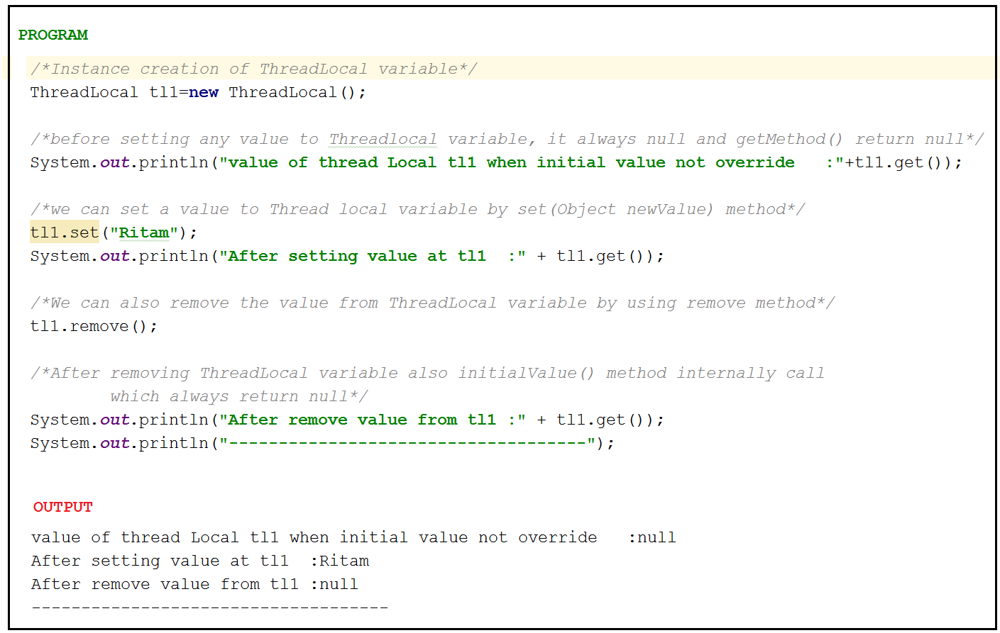 PROGRAM
/*Instance creation of ThreadLocal variable*/
ThreadLocal tl1=new ThreadLocal();
/*before setting any value to Threadlocal variable, it always null and getMethod() return null*/
System.out.println("value of thread Local tl1 when initial value not override   :"+tl1.get());
/*we can set a value to Thread local variable by set(Object newValue) method*/
tl1.set("Ritam");
System.out.println("After setting value at tl1  :" + tl1.get());
/*We can also remove the value from ThreadLocal variable by using remove method*/
tl1.remove();
/*After removing ThreadLocal variable also initialValue() method internally call
        which always return null*/
System.out.println("After remove value from tl1 :" + tl1.get());
System.out.println("------------------------------------");
OUTPUT
value of thread Local tl1 when initial value not override   :null
After setting value at tl1  :Ritam
After remove value from tl1 :null
------------------------------------